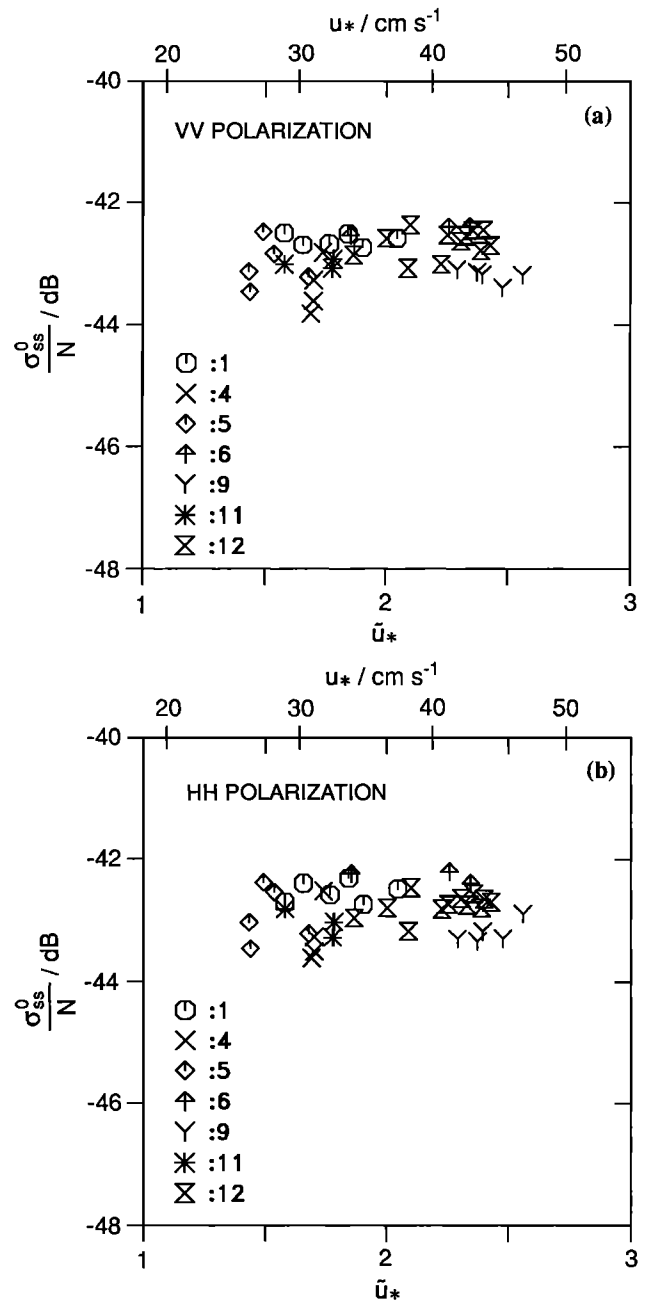 u* / cm s-1
20 30 40 50
-40
(a)
VV POLARIZATION
-42
σ0ss / dB
N
-44
:1
:4
:5
-46
:6
:9
:11
:12
-48
1 2 3
ũ*
u* / cm s-1
20 30 40 50
-40
(b)
HH POLARIZATION
-42
σ0ss / dB
N
-44
:1
:4
:5
-46
:6
:9
:11
:12
-48
1 2 3
ũ*